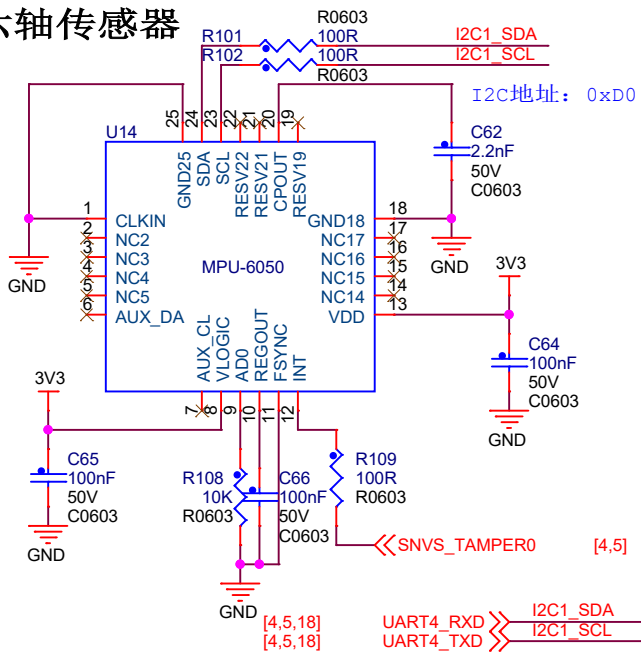 六轴传感器
R0603
R101
100R
I2C1_SDA
R102
100R
I2C1_SCL
R0603
I2C地址：0xD0
25
24
23
22
21
20
19
U14
GND25
SDA
SCL
RESV22
RESV21
CPOUT
RESV19
C62
2.2nF
50V
C0603
GND
1
2
3
4
5
6
CLKIN
NC2
NC3
NC4
NC5
AUX_DA
MPU-6050
GND18
NC17
NC16
NC15
NC14
VDD
18
17
16
15
14
13
GND
3V3
AUX_CL
VLOGIC
AD0
REGOUT
FSYNC
INT
7
8
9
10
11
12
C64
100nF
50V
C0603
GND
3V3
C65
100nF
50V
C0603
GND
R108
10K
R0603
C66
100nF
50V
C0603
GND
R109
100R
R0603
SNVS_TAMPER0
[4,5]
[4,5,18]
UART4_RXD
I2C1_SDA
[4,5,18]
UART4_TXD
I2C1_SCL